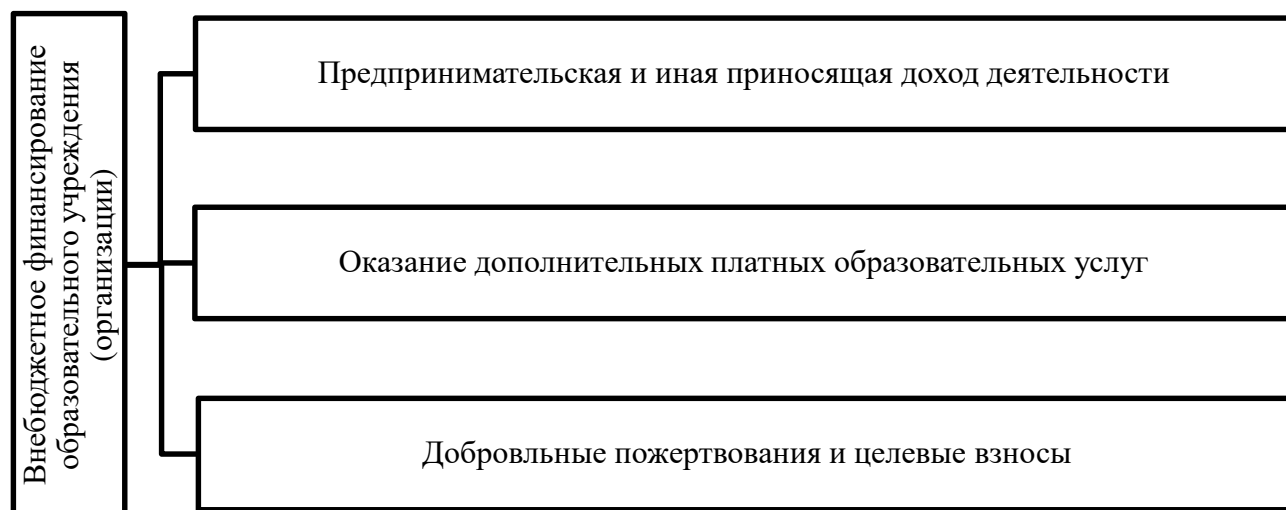 Внебюджетное финансирование
образовательного учреждения
(организации)
Предпринимательская и иная приносящая доход деятельности
Оказание дополнительных платных образовательных услуг
Добровльные пожертвования и целевые взносы